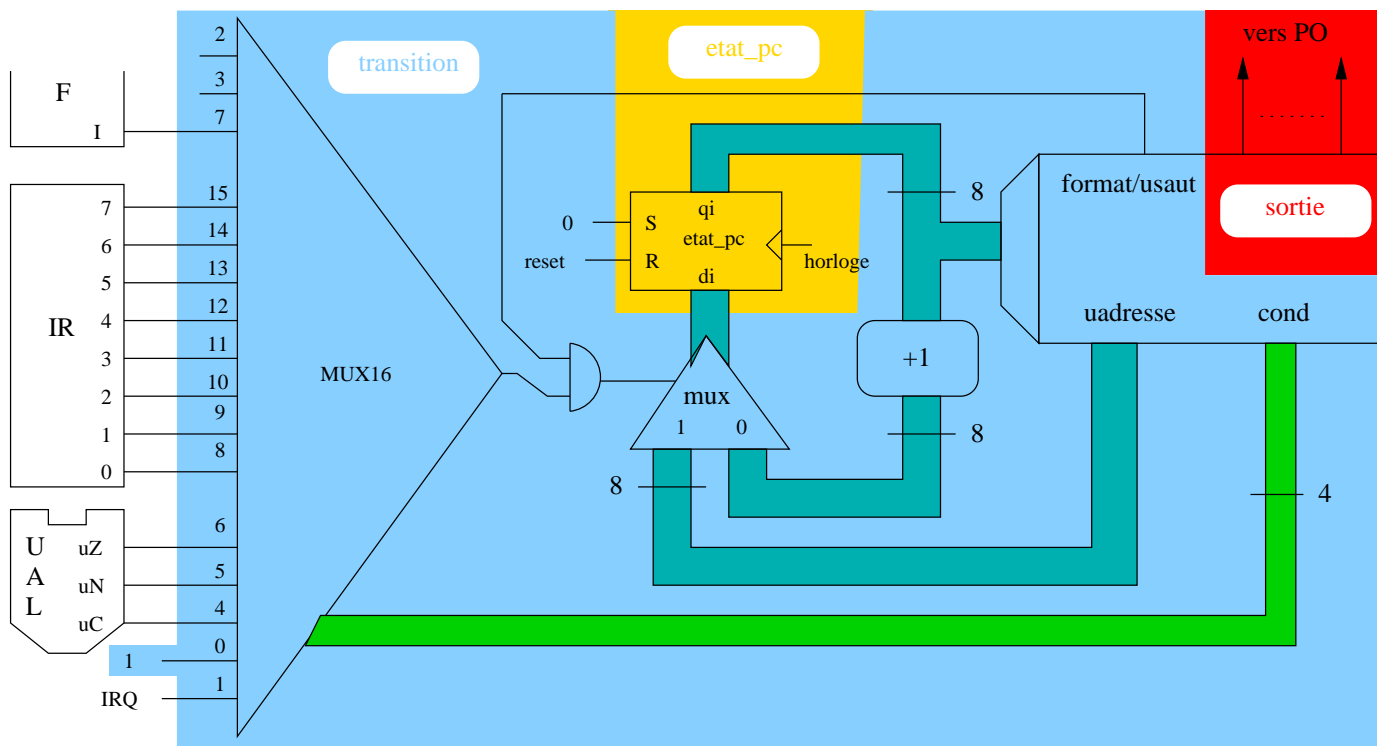 2
3
7
F
I
transition
etat_pc
vers PO
.......
sortie
15
14
13
12
11
10
9
8
7
6
5
4
3
2
1
0
IR
MUX16
0
reset
S
R
qi
etat_pc
di
horloge
8
format/usaut
uadresse
cond
+1
mux
1
0
8
8
4
U
A
L
uZ
uN
uC
6
5
4
0
1
1
IRQ